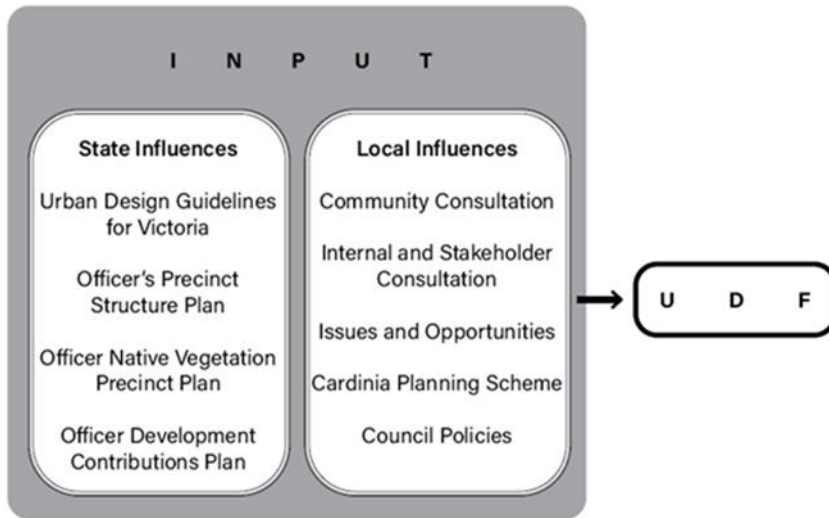 I N P U T
State Influences
Urban Design Guidelines
for Victoria
Officer's Precinct
Structure Plan
Officer Native Vegetation
Precinct Plan
Officer Development
Contributions Plan
Local Influences
Community Consultation
Internal and Stakeholder
Consultation
Issues and Opportunities
Cardinia Planning Scheme
Council Policies
U D F